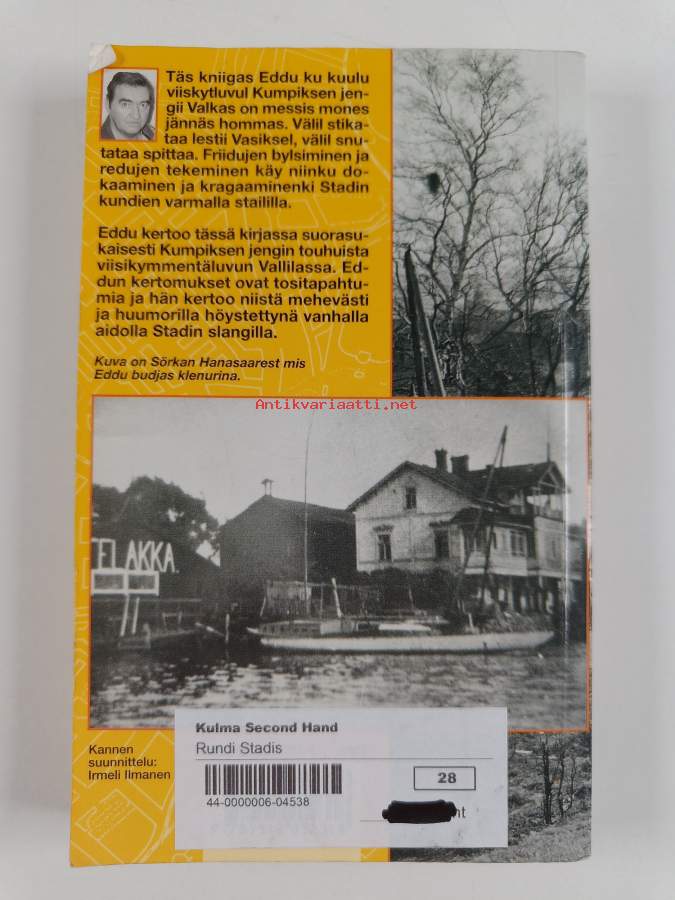 Täs kniigas Eddu ku kuulu
viiskytluvul Kumpiksen jen-
gii Valkas on messis mones
jännäs hommas. Välil stika-
taa lestii Vasiksel, välil snu-
tataa spittaa. Friidujen bylsiminen ja
redujen tekeminen käy niinku do-
kaaminen ja kragaaminenki Stadin
kundien varmalla staililla.
Eddu kertoo tässä kirjassa suorasu-
kaisesti Kumpiksen jengin touhuista
viisikymmentäluvun Vallilassa. Ed-
dun kertomukset ovat tositapahtu-
mia ja hän kertoo niistä mehevästi
ja huumorilla höystettynä vanhalla
aidolla Stadin slangilla.
Kuva on Sörkan Hanasaarest mis
Eddu budjas klenurina.
Antikvariaatti.net
TELAKKA
Kulma Second Hand
Rundi Stadis
28
44-0000006-04538
Kannen
suunnittelu:
Irmeli Ilmanen